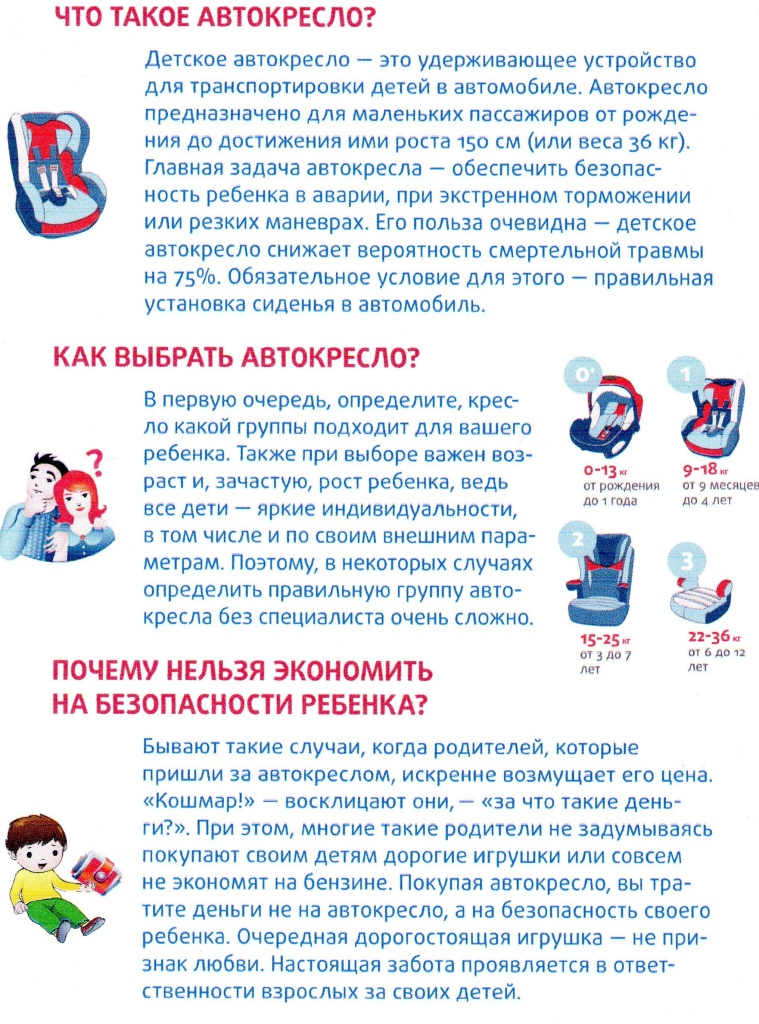 ЧТО ТАКОЕ АВТОКРЕСЛО?
Детское автокресло — это удерживающее устройство
для транспортировки детей в автомобиле. Автокресло
предназначено для маленьких пассажиров от рожде-
ния до достижения ими роста 150 см (или веса 36 кг).
Главная задача автокресла — обеспечить безопас-
ность ребенка в аварии, при экстренном торможении
или резких маневрах. Его польза очевидна — детское
автокресло снижает вероятность смертельной травмы
на 75%. Обязательное условие для этого — правильная
установка сиденья в автомобиль.
КАК ВЫБРАТЬ АВТОКРЕСЛО?
В первую очередь, определите, крес-
ло какой группы подходит для вашего
ребенка. Также при выборе важен воз-
раст и, зачастую, рост ребенка, ведь
все дети — яркие индивидуальности,
в том числе и по своим внешним пара-
метрам. Поэтому, в некоторых случаях
определить правильную группу авто-
кресла без специалиста очень сложно.
?
0+
0-13 кг
от рождения
до 1 года
1
9-18 кг
от 9 месяцев
до 4 лет
2
15-25 кг
от 3 до 7
лет
3
22-36 кг
от 6 до 12
лет
ПОЧЕМУ НЕЛЬЗЯ ЭКОНОМИТЬ
НА БЕЗОПАСНОСТИ РЕБЕНКА?
Бывают такие случаи, когда родителей, которые
пришли за автокреслом, искренне возмущает его цена.
«Кошмар!» — восклицают они, — «за что такие день-
ги?». При этом, многие такие родители не задумываясь
покупают своим детям дорогие игрушки или совсем
не экономят на бензине. Покупая автокресло, вы тра-
тите деньги не на автокресло, а на безопасность своего
ребенка. Очередная дорогостоящая игрушка — не при-
знак любви. Настоящая забота проявляется в ответ-
ственности взрослых за своих детей.